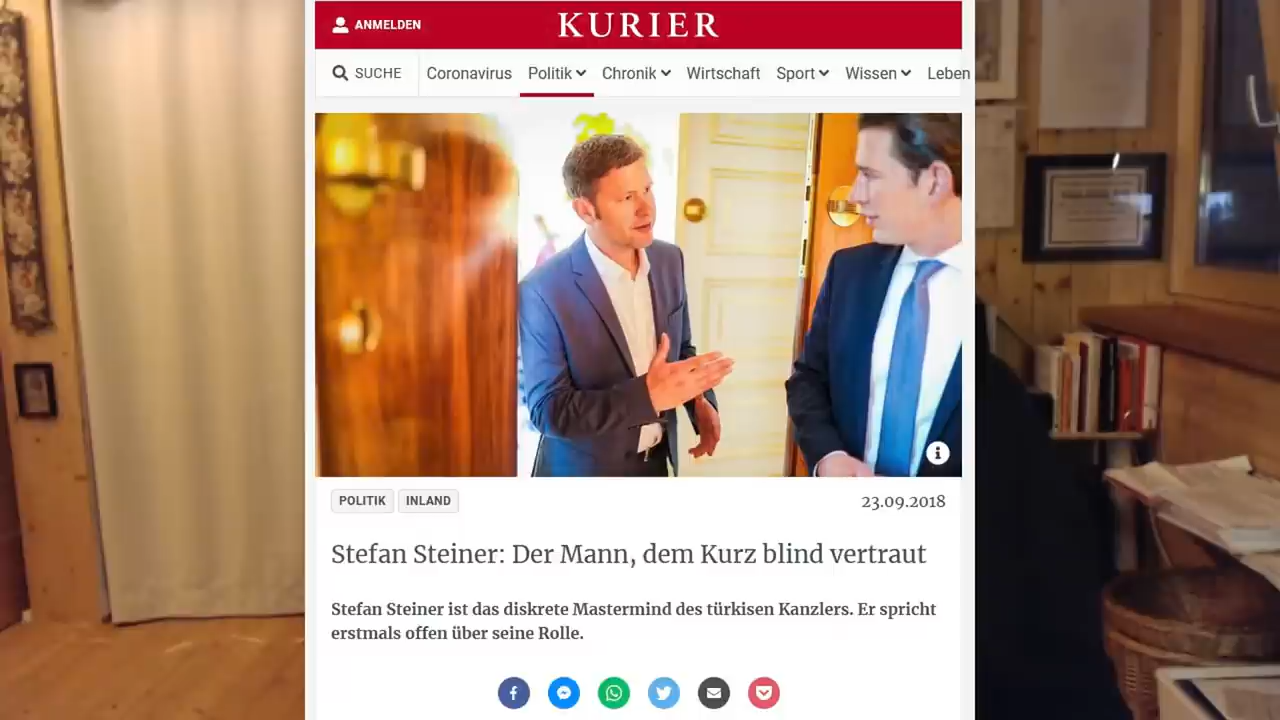 ANMELDEN
KURIER
SUCHE Coronavirus Politik Chronik Wirtschaft Sport Wissen Leben
POLITIK INLAND 23.09.2018
Stefan Steiner: Der Mann, dem Kurz blind vertraut
Stefan Steiner ist das diskrete Mastermind des türkisen Kanzlers. Er spricht
erstmals offen über seine Rolle.